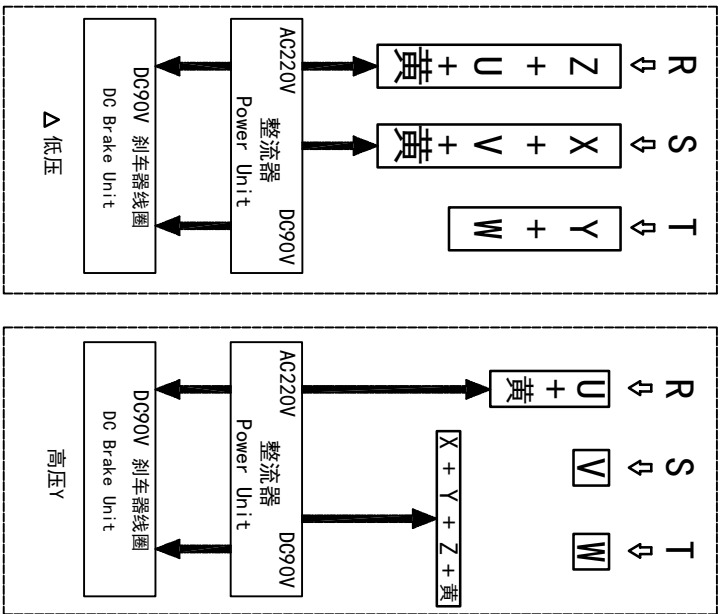 R S T
Z X Y
+ + +
U V W
+ +
黄 黄
AC220V 整流器 DC90V
Power Unit
DC90V 刹车器线圈
DC Brake Unit
Δ 低压
R S T
U V W
+
黄
X + Y + Z + 黄
AC220V 整流器 DC90V
Power Unit
DC90V 刹车器线圈
DC Brake Unit
高压Y